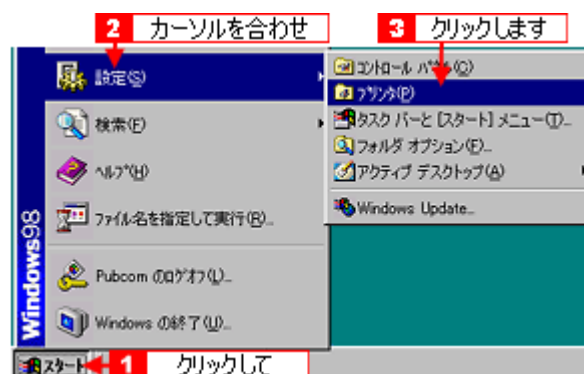 2 カーソルを合わせ
3 クリックします
設定(S)
検索(F)
ヘルプ(H)
ファイル名を指定して実行(R)...
Pubcom のログオフ(L)...
Windows の終了(U)...
Windows98
コントロール パネル(C)
プリンタ(P)
タスク バーと [スタート] メニュー(T)...
フォルダ オプション(F)...
アクティブ デスクトップ(A)
Windows Update...
スタート
1 クリックして